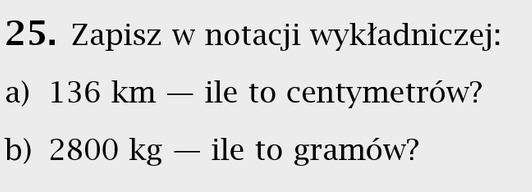 25. Zapisz w notacji wykładniczej:
a) 136 km — ile to centymetrów?
b) 2800 kg — ile to gramów?